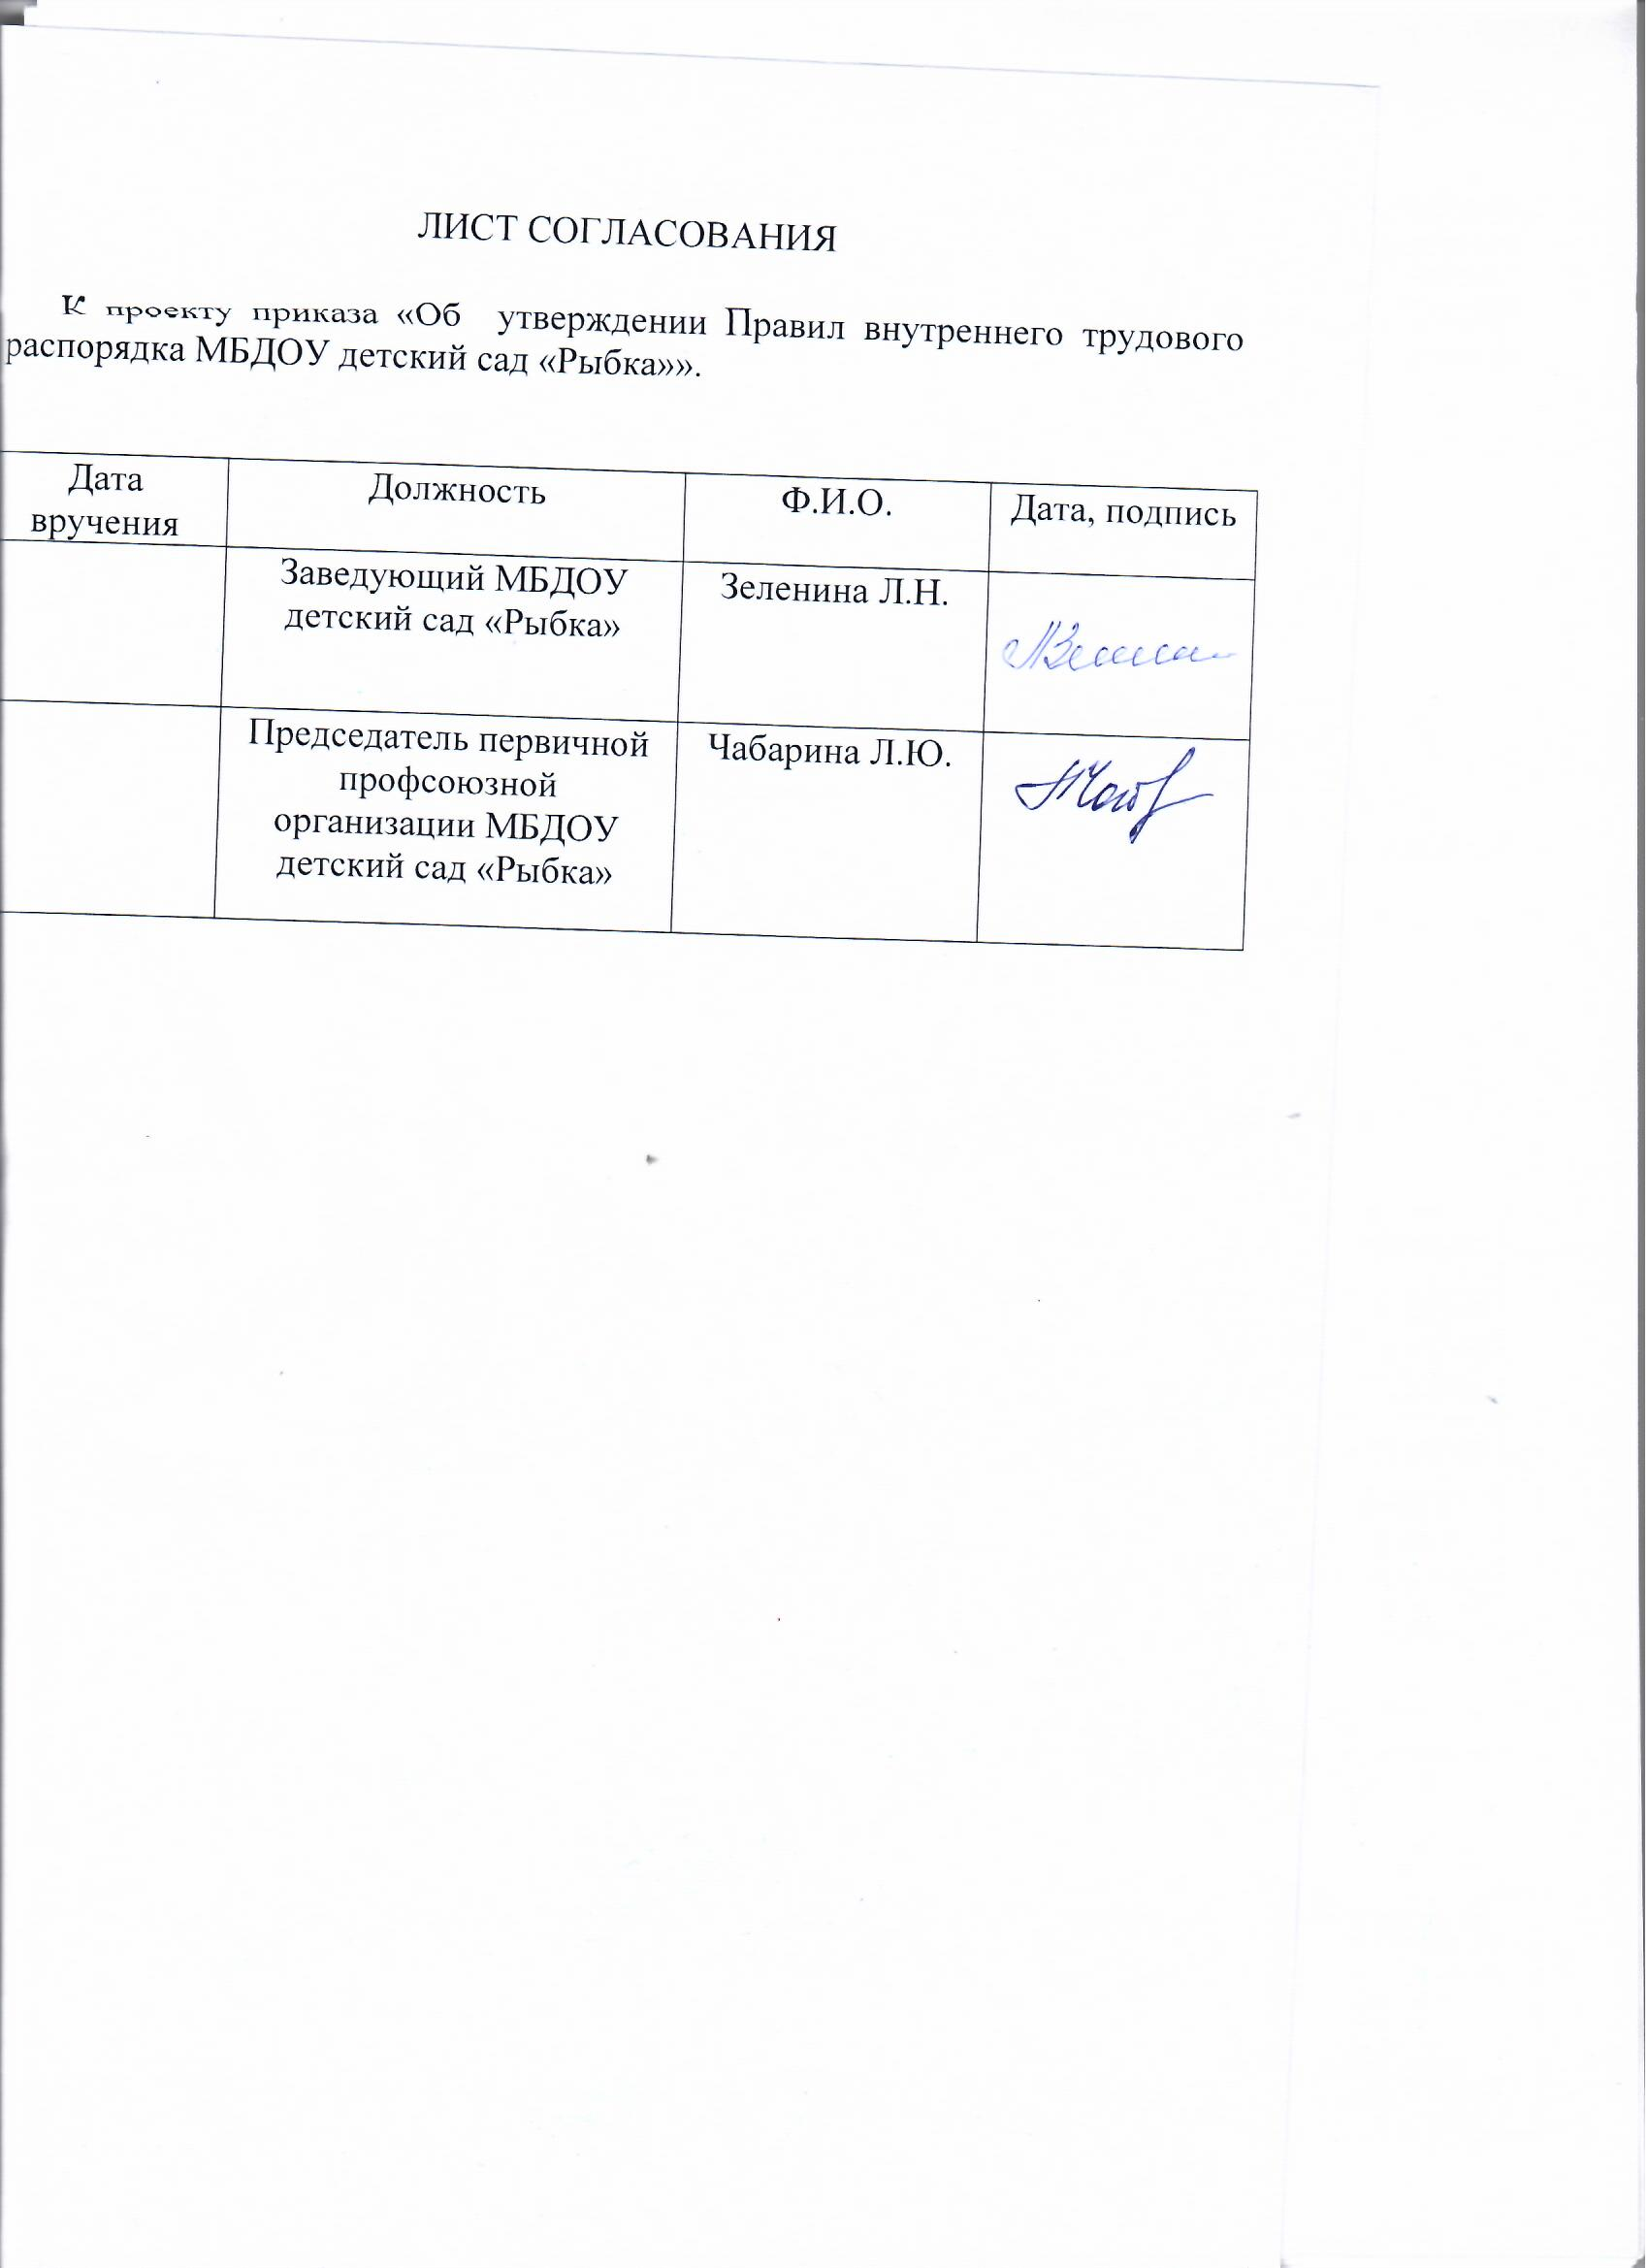 ЛИСТ СОГЛАСОВАНИЯ
К проекту приказа «Об утверждении Правил внутреннего трудового
распорядка МБДОУ детский сад «Рыбка»».
Дата
вручения
Должность
Ф.И.О.
Дата, подпись
Заведующий МБДОУ
детский сад «Рыбка»
Зеленина Л.Н.
Председатель первичной
профсоюзной
организации МБДОУ
детский сад «Рыбка»
Чабарина Л.Ю.